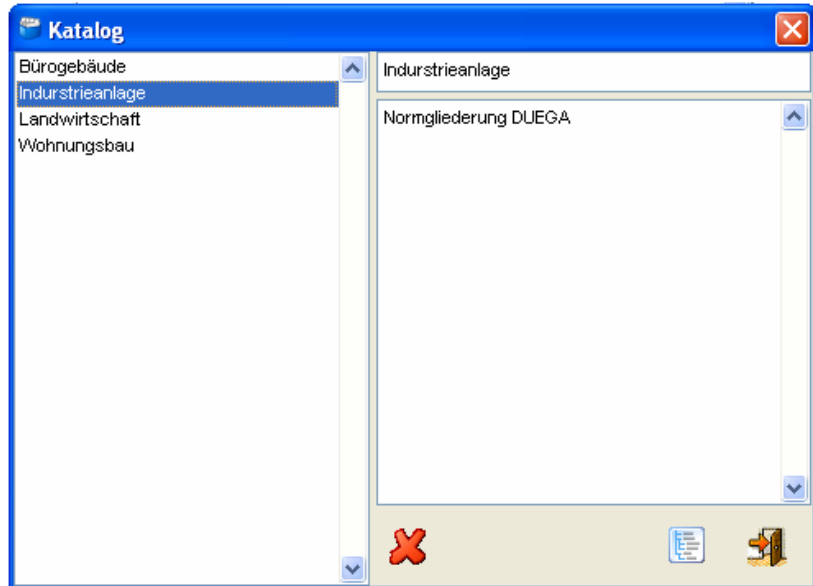 Katalog
Bürogebäude
Indurstrieanlage
Landwirtschaft
Wohnungsbau
Indurstrieanlage
Normgliederung DUEGA